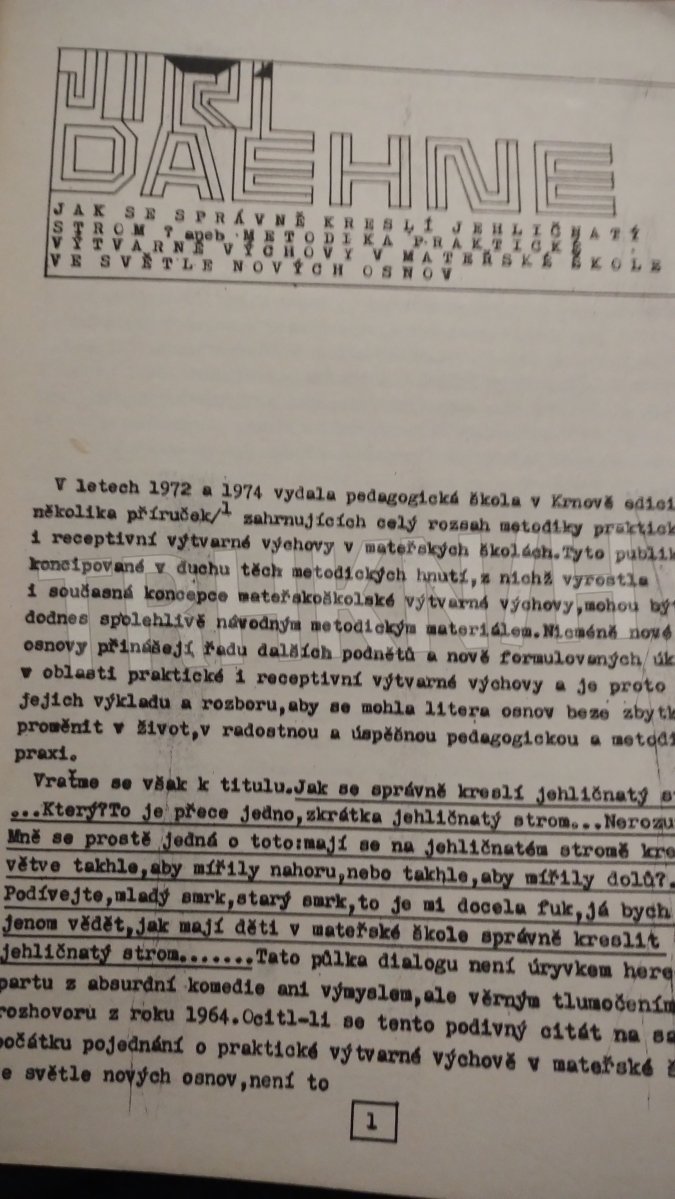 JIŘÍ
DAEHNE
JAK SE SPRÁVNĚ KRESLÍ JEHLIČNATÝ
STROM ? aneb METODIKA PRAKTICKÉ
VÝTVARNÉ VÝCHOVY V MATEŘSKÉ ŠKOLE
VE SVĚTLE NOVÝCH OSNOV
V letech 1972 a 1974 vydala pedagogická škola v Krnově edici
několika příruček/1 zahrnujících celý rozsah metodiky praktick
i receptivní výtvarné výchovy v mateřských školách.Tyto publik
koncipované v duchu těch metodických hnutí,z nichž vyrostla
i současná koncepce mateřskoškolské výtvarné výchovy,mohou bý
dodnes spolehlivě návodným metodickým materiálem.Nicméně nové
osnovy přinášejí řadu dalších podnětů a nově formulovaných úk
v oblasti praktické i receptivní výtvarné výchovy a je proto
jejich výkladu a rozboru,aby se mohla litera osnov beze zbytk
proměnit v život,v radostnou a úspěšnou pedagogickou a metodi
praxi.
Vraťme se však k titulu.Jak se správně kreslí jehličnatý s
...Který?To je přece jedno,zkrátka jehličnatý strom...Nerozu
Mně se prostě jedná o toto:mají se na jehličnatém stromě kre
větve takhle,aby mířily nahoru,nebo takhle,aby mířily dolů?.
Podívejte,mladý smrk,starý smrk,to je mi docela fuk,já bych
jenom vědět,jak mají děti v mateřské škole správně kreslit
jehličnatý strom.......Tato půlka dialogu není úryvkem here
partu z absurdní komedie ani výmyslem,ale věrným tlumočením
rozhovoru z roku 1964.Ocitl-li se tento podivný citát na sa
počátku pojednání o praktické výtvarné výchově v mateřské š
e světle nových osnov,není to
1